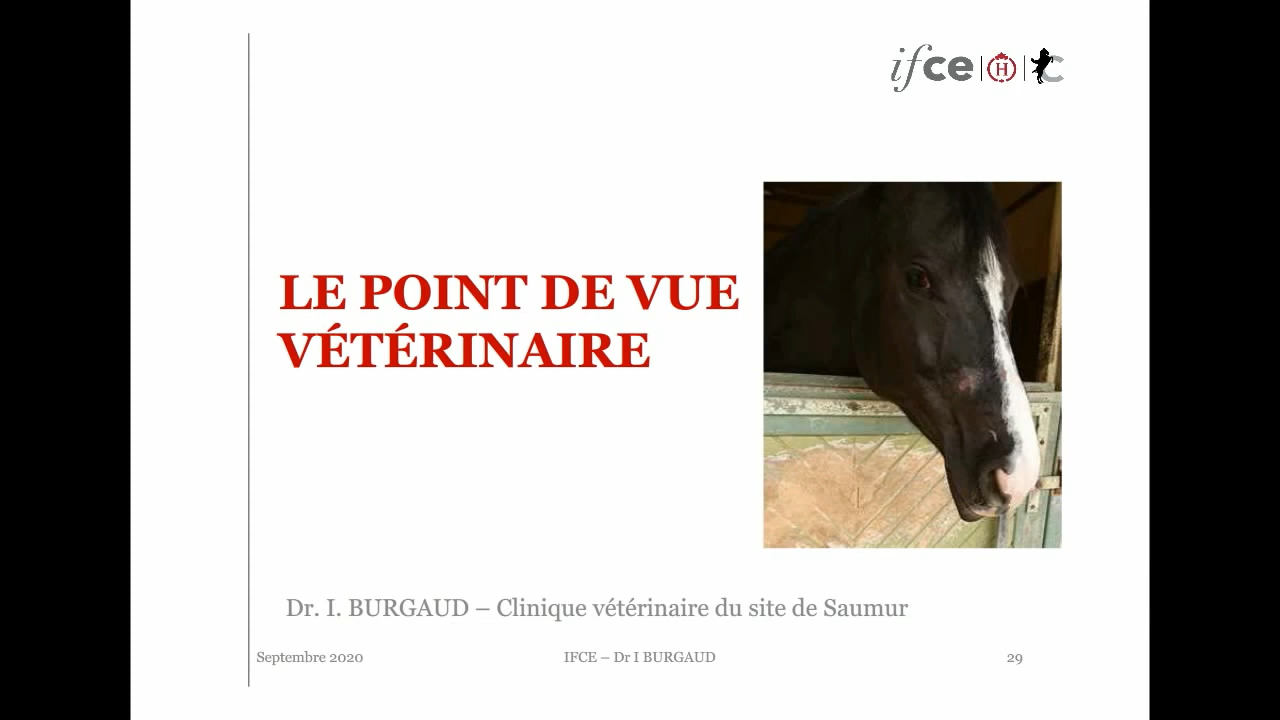 ifce | H | C
LE POINT DE VUE
VÉTÉRINAIRE
Dr. I. BURGAUD – Clinique vétérinaire du site de Saumur
Septembre 2020 IFCE – Dr I BURGAUD 29